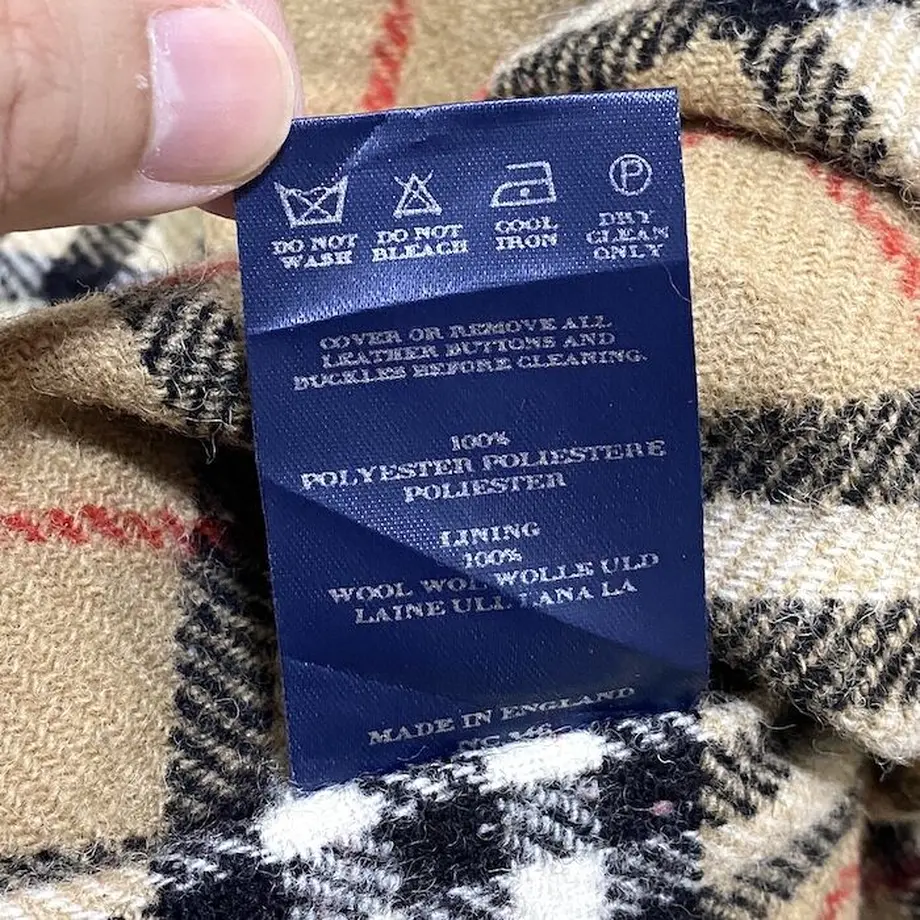 DO NOT
WASH
DO NOT
BLEACH
COOL
IRON
P
DRY
CLEAN
ONLY
COVER OR REMOVE ALL
LEATHER BUTTONS AND
BUCKLES BEFORE CLEANING.
100%
POLYESTER POLIESTERE
POLIESTER
LINING
100%
WOOL WOL WOLLE ULD
LAINE ULL LANA LA
MADE IN ENGLAND